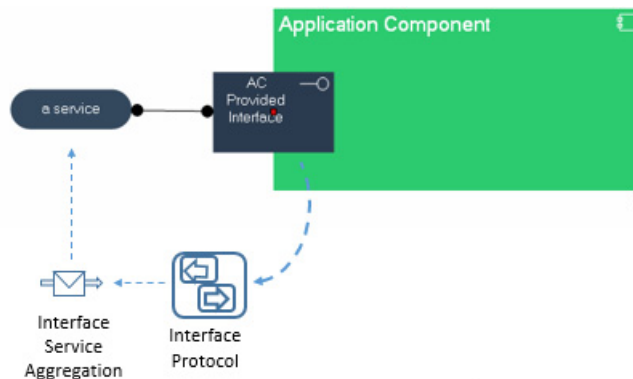 Application Component
AC
Provided
Interface
a service
Interface
Service
Aggregation
Interface
Protocol